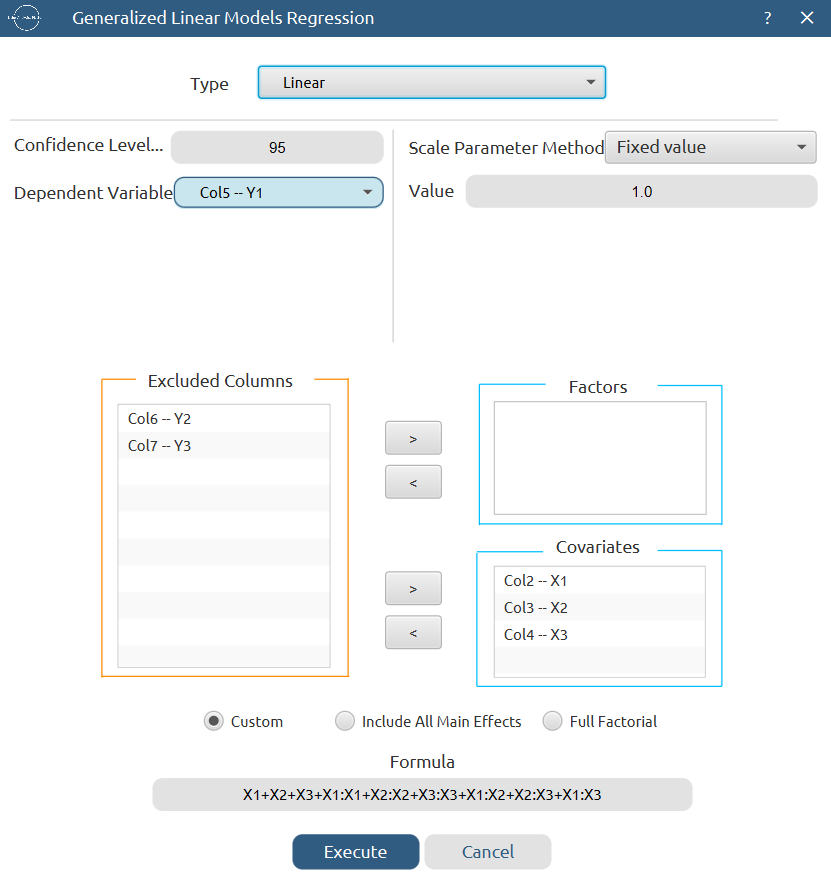 Generalized Linear Models Regression
?
Type
Linear
Confidence Level...
95
Scale Parameter Method
Fixed value
Dependent Variable
Col5 -- Y1
Value
1.0
Excluded Columns
Col6 -- Y2
Col7 -- Y3
>
<
Factors
>
<
Covariates
Col2 -- X1
Col3 -- X2
Col4 -- X3
Custom
Include All Main Effects
Full Factorial
Formula
X1+X2+X3+X1:X1+X2:X2+X3:X3+X1:X2+X2:X3+X1:X3
Execute
Cancel